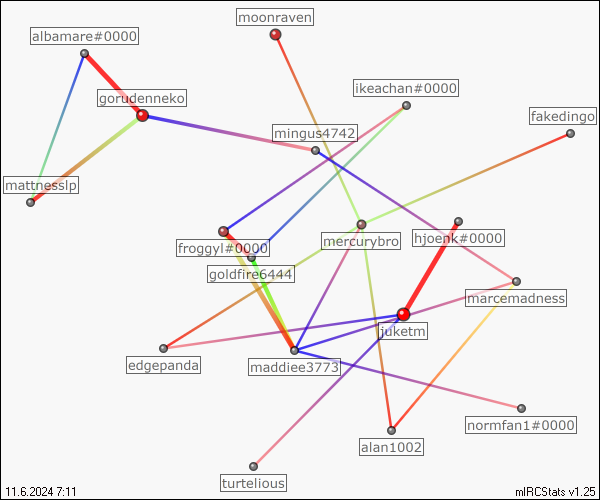 moonraven
albamare#0000
ikeachan#0000
gorudenneko
fakedingo
mingus4742
mattnesslp
mercurybro
hjoenk#0000
froggyl#0000
goldfire6444
marcemadness
juketm
edgepanda
maddiee3773
normfan1#0000
alan1002
turtelious
11.6.2024 7:11
mIRCStats v1.25